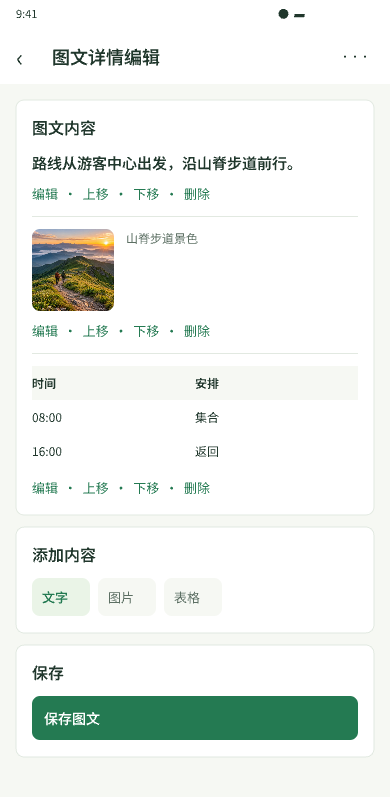 9:41
‹ 图文详情编辑 ···
图文内容
路线从游客中心出发，沿山脊步道前行。
编辑 · 上移 · 下移 · 删除
山脊步道景色
编辑 · 上移 · 下移 · 删除
时间 安排
08:00 集合
16:00 返回
编辑 · 上移 · 下移 · 删除
添加内容
文字 图片 表格
保存
保存图文